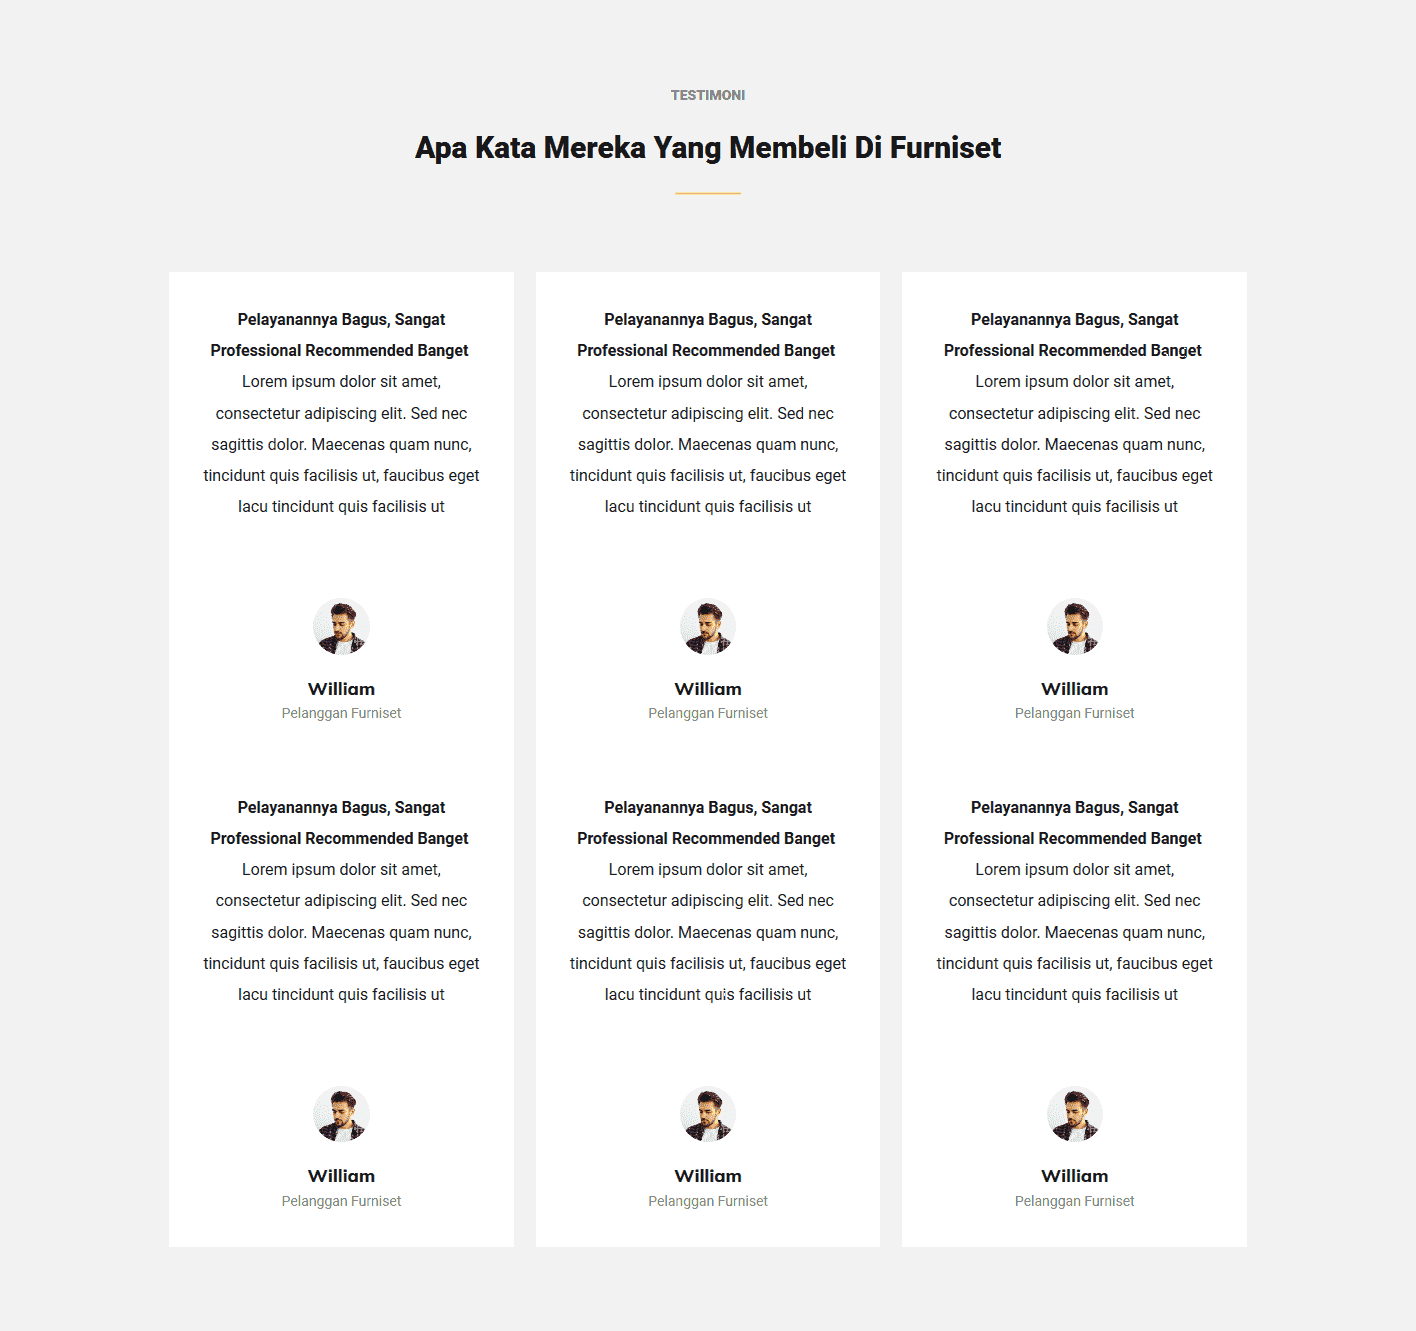 TESTIMONI
Apa Kata Mereka Yang Membeli Di Furniset
Pelayanannya Bagus, Sangat
Professional Recommended Banget
Lorem ipsum dolor sit amet,
consectetur adipiscing elit. Sed nec
sagittis dolor. Maecenas quam nunc,
tincidunt quis facilisis ut, faucibus eget
lacu tincidunt quis facilisis ut
William
Pelanggan Furniset
Pelayanannya Bagus, Sangat
Professional Recommended Banget
Lorem ipsum dolor sit amet,
consectetur adipiscing elit. Sed nec
sagittis dolor. Maecenas quam nunc,
tincidunt quis facilisis ut, faucibus eget
lacu tincidunt quis facilisis ut
William
Pelanggan Furniset
Pelayanannya Bagus, Sangat
Professional Recommended Banget
Lorem ipsum dolor sit amet,
consectetur adipiscing elit. Sed nec
sagittis dolor. Maecenas quam nunc,
tincidunt quis facilisis ut, faucibus eget
lacu tincidunt quis facilisis ut
William
Pelanggan Furniset
Pelayanannya Bagus, Sangat
Professional Recommended Banget
Lorem ipsum dolor sit amet,
consectetur adipiscing elit. Sed nec
sagittis dolor. Maecenas quam nunc,
tincidunt quis facilisis ut, faucibus eget
lacu tincidunt quis facilisis ut
William
Pelanggan Furniset
Pelayanannya Bagus, Sangat
Professional Recommended Banget
Lorem ipsum dolor sit amet,
consectetur adipiscing elit. Sed nec
sagittis dolor. Maecenas quam nunc,
tincidunt quis facilisis ut, faucibus eget
lacu tincidunt quis facilisis ut
William
Pelanggan Furniset
Pelayanannya Bagus, Sangat
Professional Recommended Banget
Lorem ipsum dolor sit amet,
consectetur adipiscing elit. Sed nec
sagittis dolor. Maecenas quam nunc,
tincidunt quis facilisis ut, faucibus eget
lacu tincidunt quis facilisis ut
William
Pelanggan Furniset